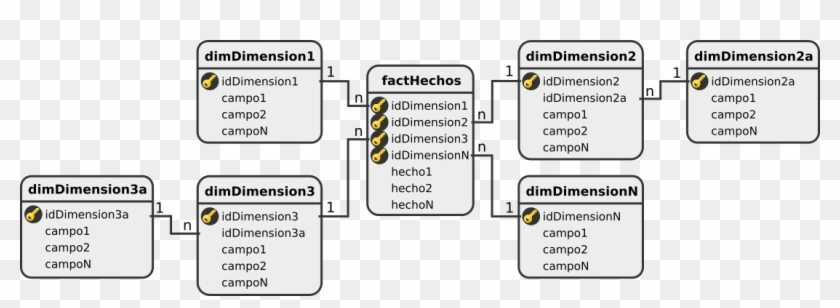 dimDimension1
idDimension1
campo1
campo2
campoN
1
n
factHechos
idDimension1
idDimension2
idDimension3
idDimensionN
hecho1
hecho2
hechoN
n
1
dimDimension2
idDimension2
idDimension2a
campo1
campo2
campoN
n
1
dimDimension2a
idDimension2a
campo1
campo2
campoN
dimDimension3a
idDimension3a
campo1
campo2
campoN
1
n
dimDimension3
idDimension3
idDimension3a
campo1
campo2
campoN
1
n
n
1
dimDimensionN
idDimensionN
campo1
campo2
campoN